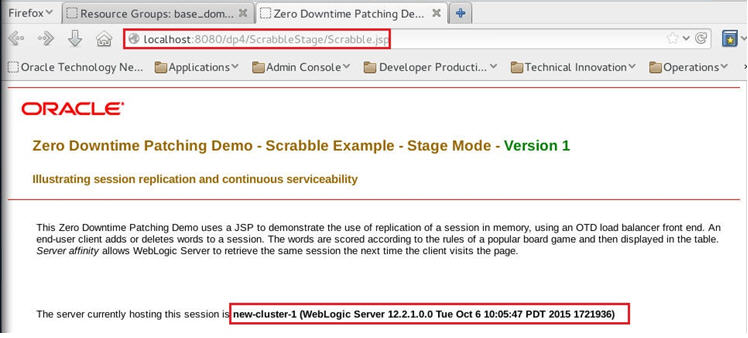 Firefox
Resource Groups: base_dom...
Zero Downtime Patching De...
localhost:8080/dp4/ScrabbleStage/Scrabble.jsp
Oracle Technology Ne... Applications Admin Console Developer Producti... Technical Innovation Operations
ORACLE
Zero Downtime Patching Demo - Scrabble Example - Stage Mode - Version 1
Illustrating session replication and continuous serviceability
This Zero Downtime Patching Demo uses a JSP to demonstrate the use of replication of a session in memory, using an OTD load balancer front end. An
end-user client adds or deletes words to a session. The words are scored according to the rules of a popular board game and then displayed in the table.
Server affinity allows WebLogic Server to retrieve the same session the next time the client visits the page.
The server currently hosting this session is new-cluster-1 (WebLogic Server 12.2.1.0.0 Tue Oct 6 10:05:47 PDT 2015 1721936)